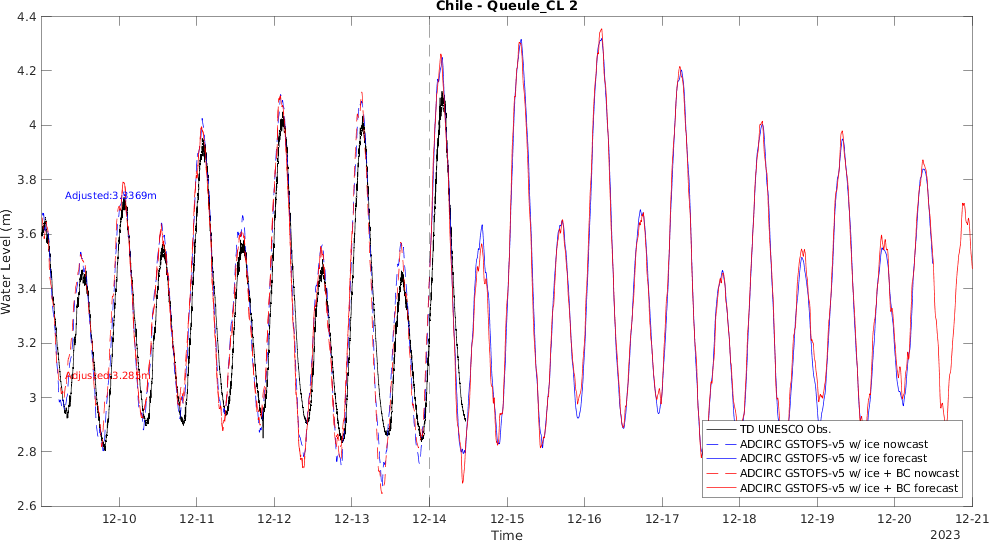 Chile - Queule_CL 2
4.4
4.2
4
3.8
3.6
3.4
3.2
3
2.8
2.6
Water Level (m)
Adjusted:3.3369m
Adjusted:3.285m
TD UNESCO Obs.
ADCIRC GSTOFS-v5 w/ ice nowcast
ADCIRC GSTOFS-v5 w/ ice forecast
ADCIRC GSTOFS-v5 w/ ice + BC nowcast
ADCIRC GSTOFS-v5 w/ ice + BC forecast
12-10 12-11 12-12 12-13 12-14 12-15 12-16 12-17 12-18 12-19 12-20 12-21
Time 2023